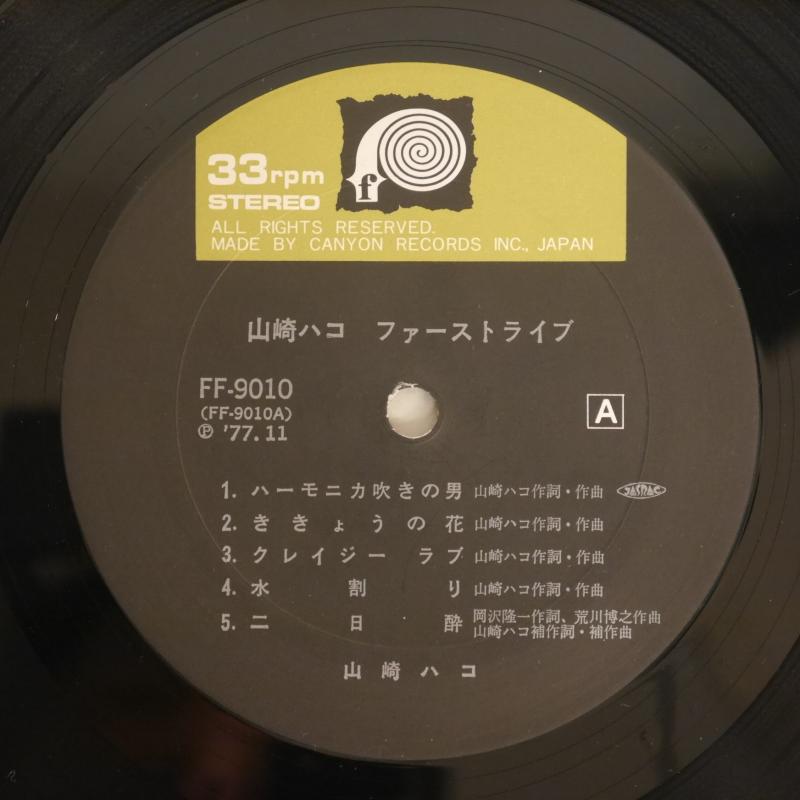 f
33rpm
STEREO
ALL RIGHTS RESERVED.
MADE BY CANYON RECORDS INC., JAPAN
山崎ハコ ファーストライブ
FF-9010
(FF-9010A)
Ⓟ '77.11
A
1. ハーモニカ吹きの男 山崎ハコ作詞・作曲 JASRAC
2. ききょうの花 山崎ハコ作詞・作曲
3. クレイジー ラブ 山崎ハコ作詞・作曲
4. 水割り 山崎ハコ作詞・作曲
5. 二日酔 岡沢隆一作詞、荒川博之作曲
山崎ハコ補作詞・補作曲
山崎ハコ